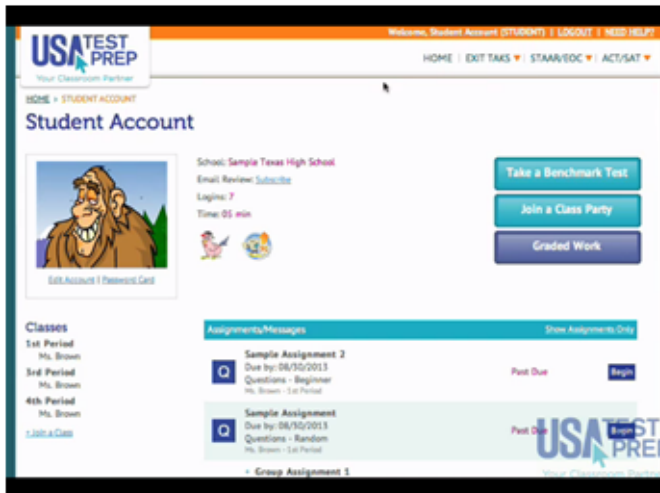 Welcome, Student Account (STUDENT) | LOGOUT | NEED HELP?
USA TEST PREP
Your Classroom Partner
HOME | EXIT TAKS ▼ | STAAR/EOC ▼ | ACT/SAT ▼
HOME » STUDENT ACCOUNT
Student Account
School: Sample Texas High School
Email Review: Subscribe
Logins: 7
Time: 05 min
Take a Benchmark Test
Join a Class Party
Graded Work
Edit Account | Password Card
Classes
1st Period
Ms. Brown
3rd Period
Ms. Brown
4th Period
Ms. Brown
+ Join a Class
Assignments/Messages Show Assignments Only
Q
Sample Assignment 2
Due by: 08/30/2013
Questions - Beginner
Ms. Brown - 1st Period
Past Due Begin
Q
Sample Assignment
Due by: 08/30/2013
Questions - Random
Ms. Brown - 1st Period
Past Due Begin
• Group Assignment 1
USA TEST PREP
Your Classroom Partner